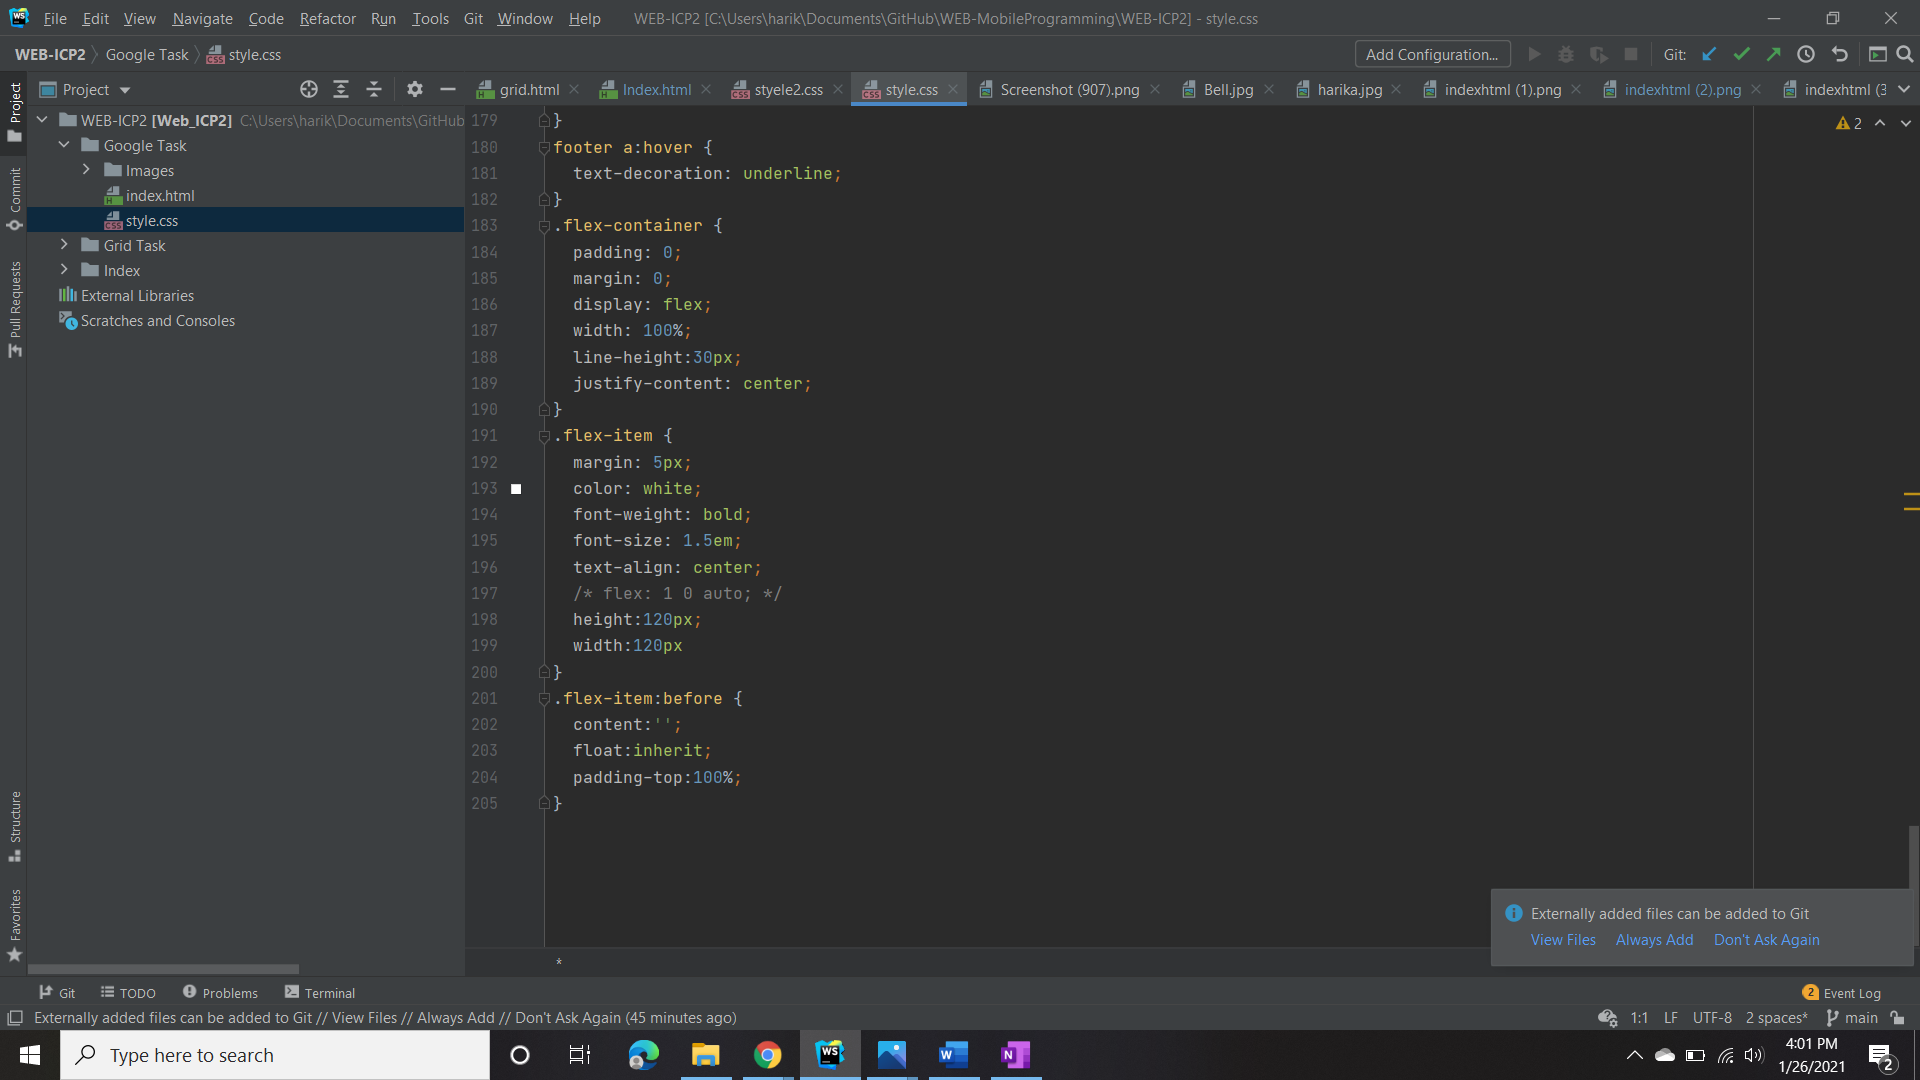 File Edit View Navigate Code Refactor Run Tools Git Window Help WEB-ICP2 [C:\Users\harik\Documents\GitHub\WEB-MobileProgramming\WEB-ICP2] - style.css
WEB-ICP2 Google Task style.css Add Configuration... Git:
Project grid.html Index.html styele2.css style.css Screenshot (907).png Bell.jpg harika.jpg indexhtml (1).png indexhtml (2).png indexhtml (3
Project
Commit
Pull Requests
Structure
Favorites
WEB-ICP2 [Web_ICP2] C:\Users\harik\Documents\GitHub
Google Task
Images
index.html
style.css
Grid Task
Index
External Libraries
Scratches and Consoles
2
179 }
180 footer a:hover {
181 text-decoration: underline;
182 }
183 .flex-container {
184 padding: 0;
185 margin: 0;
186 display: flex;
187 width: 100%;
188 line-height:30px;
189 justify-content: center;
190 }
191 .flex-item {
192 margin: 5px;
193 color: white;
194 font-weight: bold;
195 font-size: 1.5em;
196 text-align: center;
197 /* flex: 1 0 auto; */
198 height:120px;
199 width:120px
200 }
201 .flex-item:before {
202 content:'';
203 float:inherit;
204 padding-top:100%;
205 }
*
Externally added files can be added to Git
View Files Always Add Don't Ask Again
Git TODO Problems Terminal 2 Event Log
Externally added files can be added to Git // View Files // Always Add // Don't Ask Again (45 minutes ago) 1:1 LF UTF-8 2 spaces* main
Type here to search
4:01 PM
1/26/2021
2